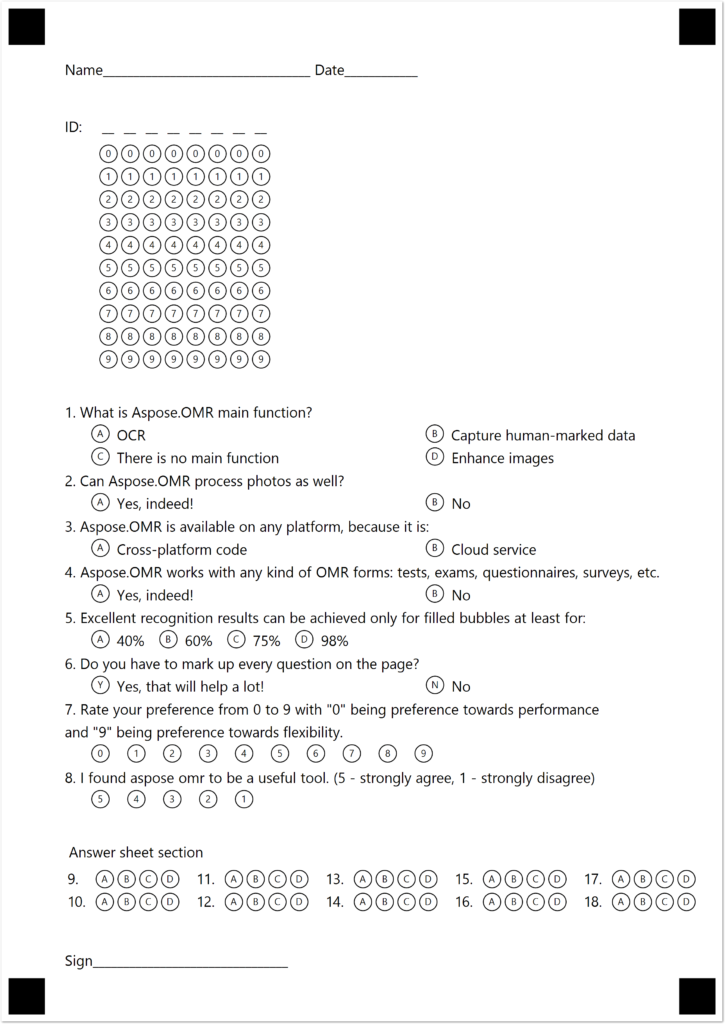 Name__________________________ Date_________
ID: _ _ _ _ _ _ _ _
0 0 0 0 0 0 0 0
1 1 1 1 1 1 1 1
2 2 2 2 2 2 2 2
3 3 3 3 3 3 3 3
4 4 4 4 4 4 4 4
5 5 5 5 5 5 5 5
6 6 6 6 6 6 6 6
7 7 7 7 7 7 7 7
8 8 8 8 8 8 8 8
9 9 9 9 9 9 9 9
1. What is Aspose.OMR main function?
A OCR B Capture human-marked data
C There is no main function D Enhance images
2. Can Aspose.OMR process photos as well?
A Yes, indeed! B No
3. Aspose.OMR is available on any platform, because it is:
A Cross-platform code B Cloud service
4. Aspose.OMR works with any kind of OMR forms: tests, exams, questionnaires, surveys, etc.
A Yes, indeed! B No
5. Excellent recognition results can be achieved only for filled bubbles at least for:
A 40% B 60% C 75% D 98%
6. Do you have to mark up every question on the page?
Y Yes, that will help a lot! N No
7. Rate your preference from 0 to 9 with "0" being preference towards performance
and "9" being preference towards flexibility.
0 1 2 3 4 5 6 7 8 9
8. I found aspose omr to be a useful tool. (5 - strongly agree, 1 - strongly disagree)
5 4 3 2 1
Answer sheet section
9. A B C D 11. A B C D 13. A B C D 15. A B C D 17. A B C D
10. A B C D 12. A B C D 14. A B C D 16. A B C D 18. A B C D
Sign________________________